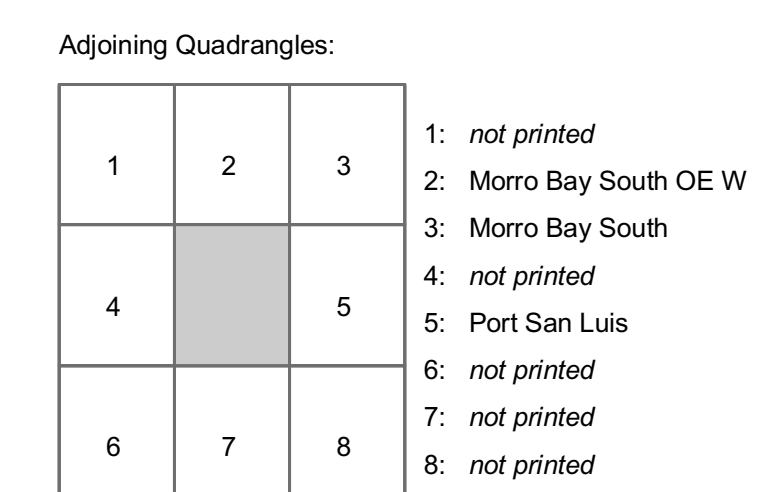 Adjoining Quadrangles:
1 2 3
4 5
6 7 8
1: not printed
2: Morro Bay South OE W
3: Morro Bay South
4: not printed
5: Port San Luis
6: not printed
7: not printed
8: not printed